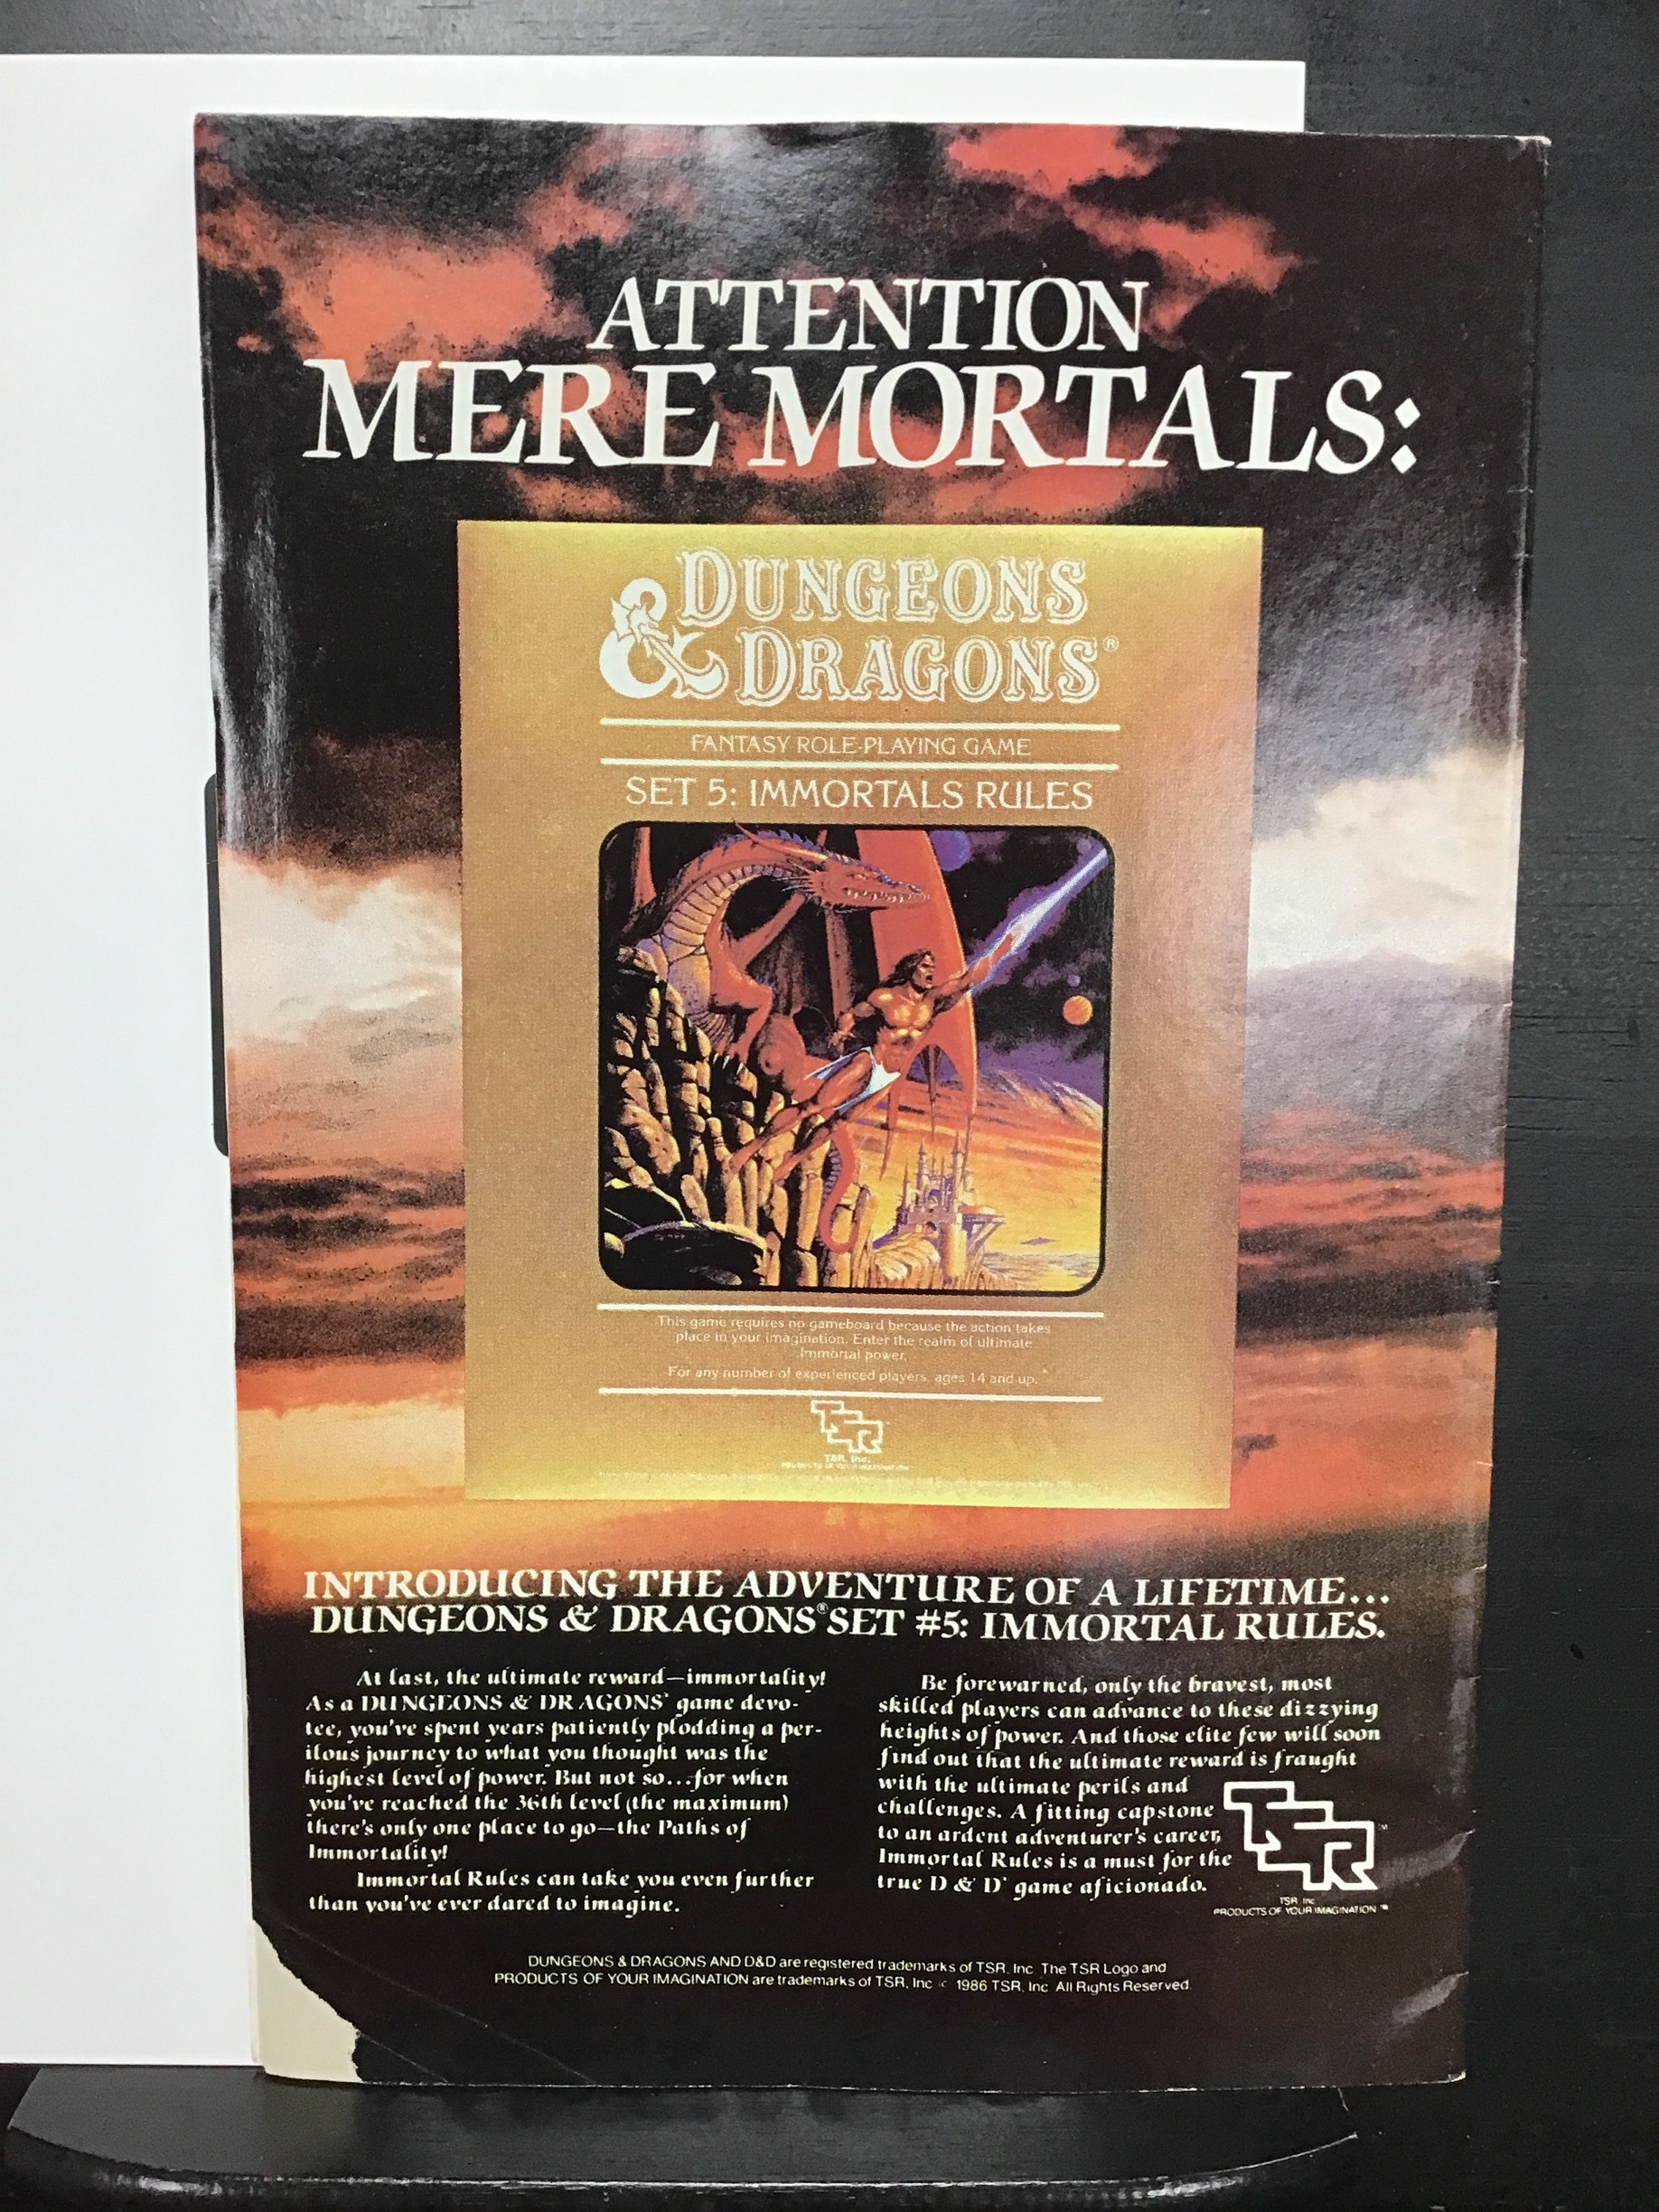 ATTENTION
MERE MORTALS:
DUNGEONS
& DRAGONS®
FANTASY ROLE-PLAYING GAME
SET 5: IMMORTALS RULES
This game requires no gameboard because the action takes
place in your imagination. Enter the realm of ultimate
Immortal power.
For any number of experienced players, ages 14 and up.
TSR
TSR, Inc.
PRODUCTS OF YOUR IMAGINATION
INTRODUCING THE ADVENTURE OF A LIFETIME...
DUNGEONS & DRAGONS® SET #5: IMMORTAL RULES.
At last, the ultimate reward—immortality!
As a DUNGEONS & DRAGONS® game devo-
tee, you've spent years patiently plodding a per-
ilous journey to what you thought was the
highest level of power. But not so...for when
you've reached the 36th level (the maximum)
there's only one place to go—the Paths of
Immortality!
Immortal Rules can take you even further
than you've ever dared to imagine.
Be forewarned, only the bravest, most
skilled players can advance to these dizzying
heights of power. And those elite few will soon
find out that the ultimate reward is fraught
with the ultimate perils and
challenges. A fitting capstone
to an ardent adventurer's career,
Immortal Rules is a must for the
true D & D® game aficionado.
TSR™
TSR, Inc.
PRODUCTS OF YOUR IMAGINATION™
DUNGEONS & DRAGONS AND D&D are registered trademarks of TSR, Inc. The TSR Logo and
PRODUCTS OF YOUR IMAGINATION are trademarks of TSR, Inc. © 1986 TSR, Inc. All Rights Reserved.